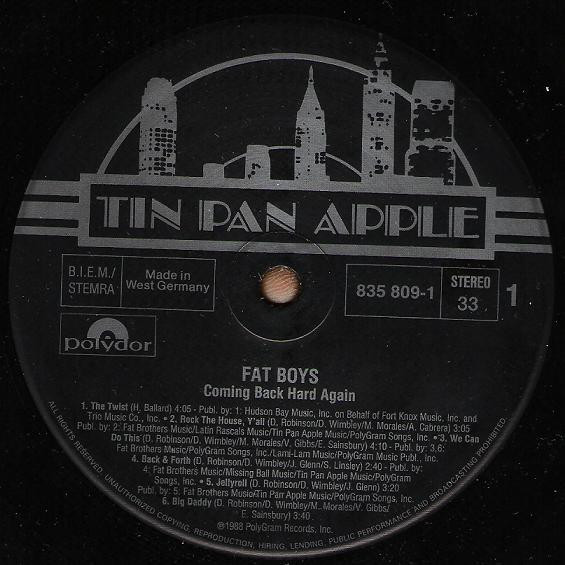 TIN PAN APPLE
B.I.E.M./
STEMRA
Made in
West Germany
835 809-1
STEREO
33
1
polydor
FAT BOYS
Coming Back Hard Again
1. The Twist (H. Ballard) 4:05 - Publ. by: 1: Hudson Bay Music, Inc. on Behalf of Fort Knox Music, Inc. and
Trio Music Co., Inc. • 2. Rock The House, Y'all (D. Robinson/D. Wimbley/M. Morales/A. Cabrera) 3:05
Publ. by: 2: Fat Brothers Music/Latin Rascals Music/Tin Pan Apple Music/PolyGram Songs, Inc. • 3. We Can
Do This (D. Robinson/D. Wimbley/M. Morales/V. Gibbs/E. Sainsbury) 4:10 - Publ. by: 3,6:
Fat Brothers Music/PolyGram Songs, Inc./Lami-Lam Music/PolyGram Music Publ., Inc.
4. Back & Forth (D. Robinson/D. Wimbley/J. Glenn/S. Linsley) 2:40 - Publ. by:
4: Fat Brothers Music/Missing Ball Music/Tin Pan Apple Music/PolyGram
Songs, Inc. • 5. Jellyroll (D. Robinson/D. Wimbley/J. Glenn) 3:20
Publ. by: 5: Fat Brothers Music/Tin Pan Apple Music/PolyGram Songs, Inc.
6. Big Daddy (D. Robinson/D. Wimbley/M. Morales/V. Gibbs/
E. Sainsbury) 3:40
℗1988 PolyGram Records, Inc.
ALL RIGHTS RESERVED. UNAUTHORIZED COPYING, REPRODUCTION, HIRING, LENDING, PUBLIC PERFORMANCE AND BROADCASTING PROHIBITED.